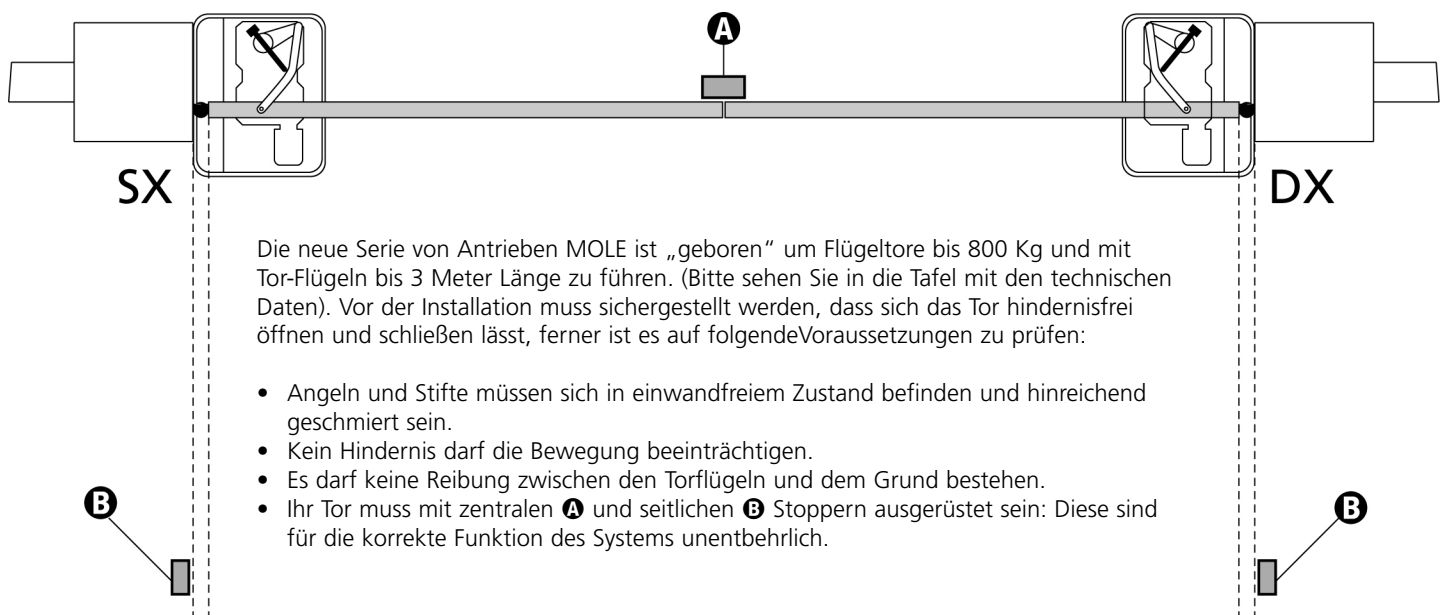 A
SX
DX
Die neue Serie von Antrieben MOLE ist „geboren“ um Flügeltore bis 800 Kg und mit
Tor-Flügeln bis 3 Meter Länge zu führen. (Bitte sehen Sie in die Tafel mit den technischen
Daten). Vor der Installation muss sichergestellt werden, dass sich das Tor hindernisfrei
öffnen und schließen lässt, ferner ist es auf folgendeVoraussetzungen zu prüfen:
• Angeln und Stifte müssen sich in einwandfreiem Zustand befinden und hinreichend
geschmiert sein.
• Kein Hindernis darf die Bewegung beeinträchtigen.
• Es darf keine Reibung zwischen den Torflügeln und dem Grund bestehen.
• Ihr Tor muss mit zentralen A und seitlichen B Stoppern ausgerüstet sein: Diese sind
für die korrekte Funktion des Systems unentbehrlich.
B
B